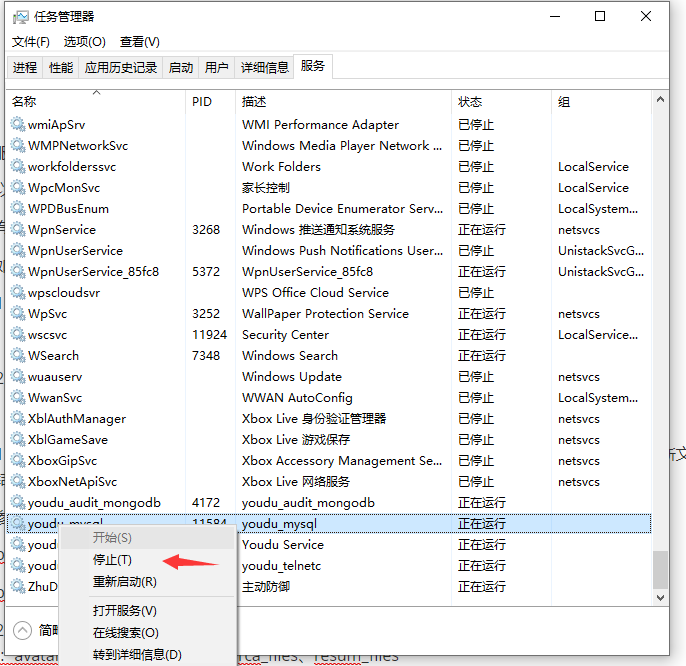 任务管理器
文件(F) 选项(O) 查看(V)
进程 性能 应用历史记录 启动 用户 详细信息 服务
名称 PID 描述 状态 组
wmiApSrv WMI Performance Adapter 已停止
WMPNetworkSvc Windows Media Player Network ... 已停止
workfolderssvc Work Folders 已停止 LocalService
WpcMonSvc 家长控制 已停止 LocalService
WPDBusEnum Portable Device Enumerator Serv... 已停止 LocalSystem...
WpnService 3268 Windows 推送通知系统服务 正在运行 netsvcs
WpnUserService Windows Push Notifications User... 已停止 UnistackSvcG...
WpnUserService_85fc8 5372 WpnUserService_85fc8 正在运行 UnistackSvcG...
wpscloudsvr WPS Office Cloud Service 已停止
WpSvc 3252 WallPaper Protection Service 正在运行 netsvcs
wscsvc 11924 Security Center 正在运行 LocalService...
WSearch 7348 Windows Search 正在运行
wuauserv Windows Update 已停止 netsvcs
WwanSvc WWAN AutoConfig 已停止 LocalSystem...
XblAuthManager Xbox Live 身份验证管理器 已停止 netsvcs
XblGameSave Xbox Live 游戏保存 已停止 netsvcs
XboxGipSvc Xbox Accessory Management Se... 已停止 netsvcs
XboxNetApiSvc Xbox Live 网络服务 已停止 netsvcs
youdu_audit_mongodb 4172 youdu_audit_mongodb 正在运行
youdu_mysql 11584 youdu_mysql 正在运行
youd Youdu Service 正在运行
youd youdu_telnetc 正在运行
ZhuD 主动防御 正在运行
开始(S)
停止(T)
重新启动(R)
打开服务(V)
在线搜索(O)
转到详细信息(D)
简略